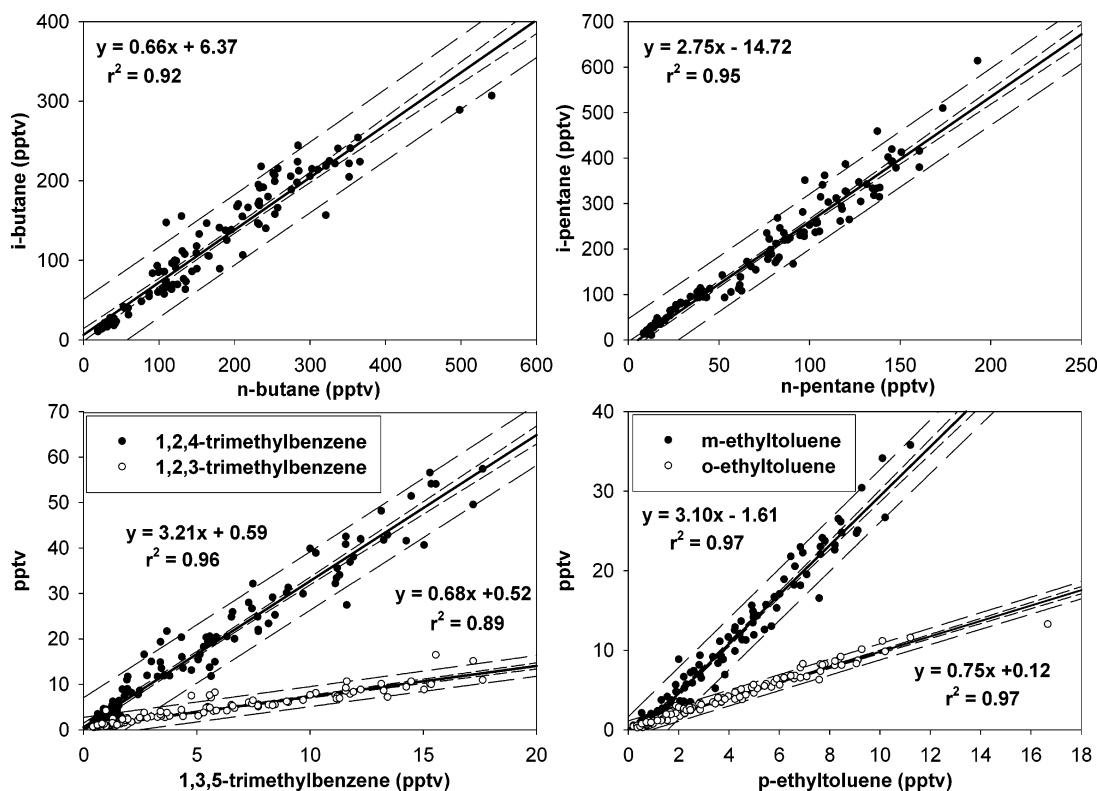 400
300
200
100
0
i-butane (pptv)
y = 0.66x + 6.37
r² = 0.92
0 100 200 300 400 500 600
n-butane (pptv)
700
600
500
400
300
200
100
0
i-pentane (pptv)
y = 2.75x - 14.72
r² = 0.95
0 50 100 150 200 250
n-pentane (pptv)
70
60
50
40
30
20
10
0
pptv
1,2,4-trimethylbenzene
1,2,3-trimethylbenzene
y = 3.21x + 0.59
r² = 0.96
y = 0.68x +0.52
r² = 0.89
0 5 10 15 20
1,3,5-trimethylbenzene (pptv)
40
30
20
10
0
pptv
m-ethyltoluene
o-ethyltoluene
y = 3.10x - 1.61
r² = 0.97
y = 0.75x +0.12
r² = 0.97
0 2 4 6 8 10 12 14 16 18
p-ethyltoluene (pptv)